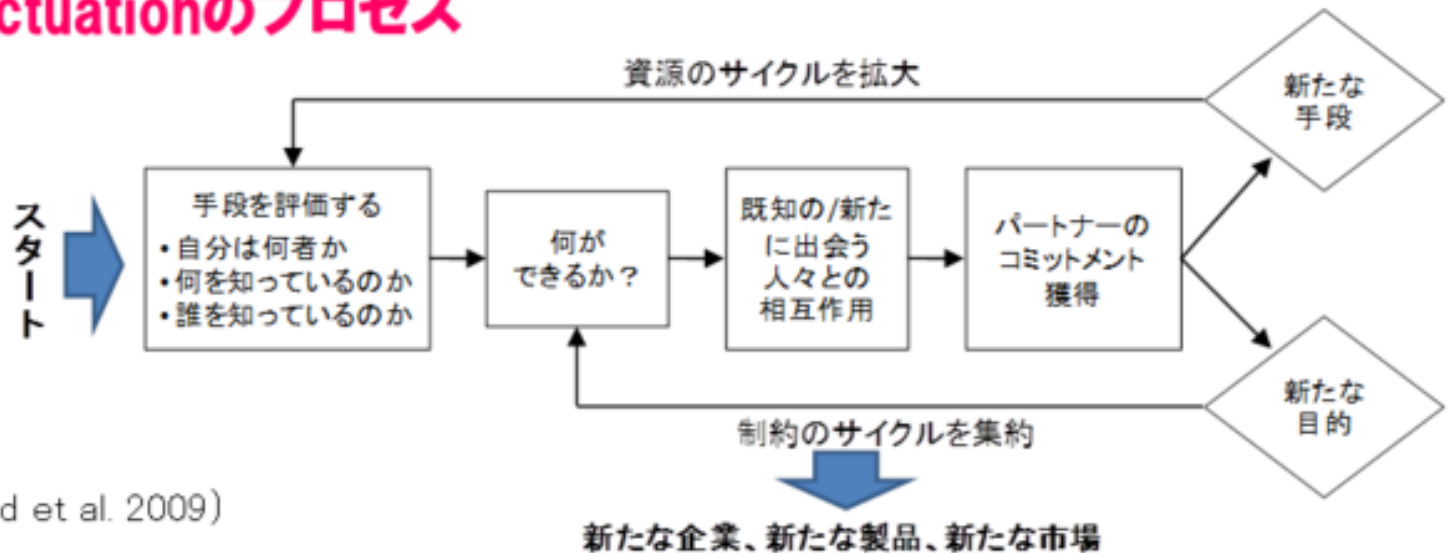 ctuationのプロセス
資源のサイクルを拡大
新たな
手段
スタート
手段を評価する
・自分は何者か
・何を知っているのか
・誰を知っているのか
何が
できるか？
既知の/新た
に出会う
人々との
相互作用
パートナーの
コミットメント
獲得
新たな
目的
制約のサイクルを集約
d et al. 2009)
新たな企業、新たな製品、新たな市場